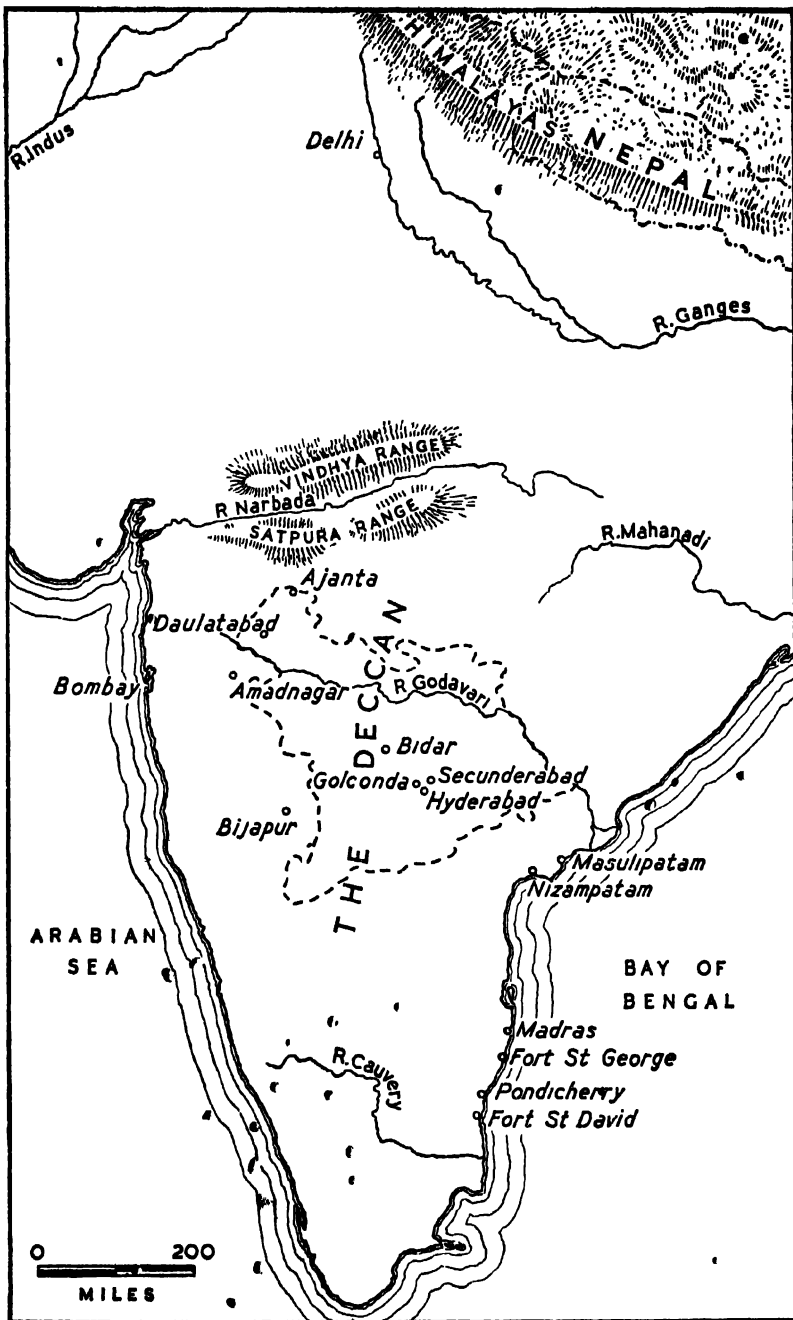 HIMALAYAS
NEPAL
R.Indus
Delhi
R.Ganges
VINDHYA RANGE
R Narbada
SATPURA RANGE
R.Mahanadi
Ajanta
Daulatabad
THE DECCAN
Bombay
Amadnagar
R Godavari
Bidar
Golconda
Secunderabad
Hyderabad
Bijapur
Masulipatam
Nizampatam
ARABIAN
SEA
BAY OF
BENGAL
Madras
Fort St George
R.Cauvery
Pondicherry
Fort St David
0 200
MILES